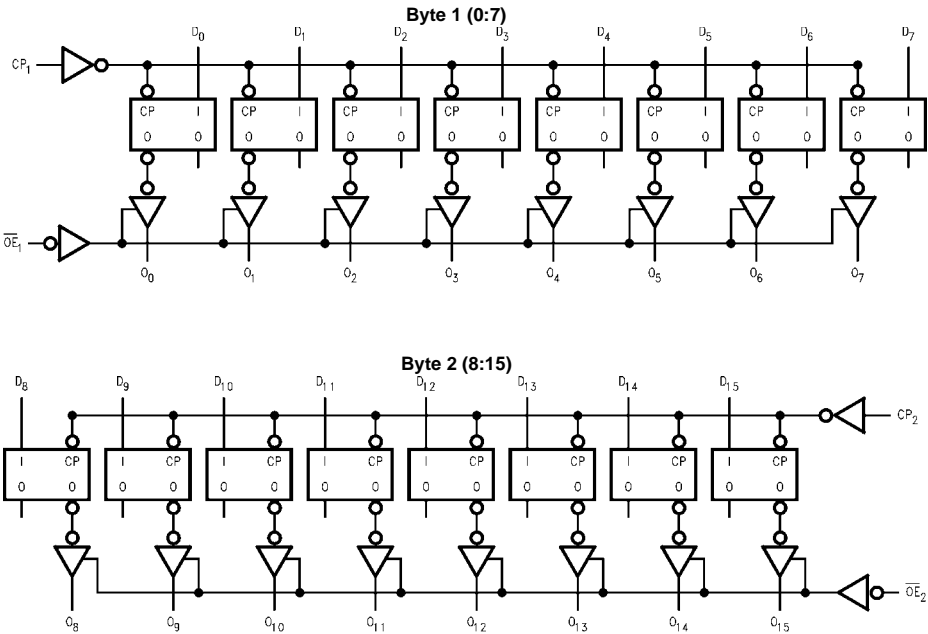 Byte 1 (0:7)
D0 D1 D2 D3 D4 D5 D6 D7
CP1
CP I CP I CP I CP I CP I CP I CP I CP I
O O O O O O O O O O O O O O O O
OE1
O0 O1 O2 O3 O4 O5 O6 O7
Byte 2 (8:15)
D8 D9 D10 D11 D12 D13 D14 D15
CP2
I CP I CP I CP I CP I CP I CP I CP I CP
O O O O O O O O O O O O O O O O
OE2
O8 O9 O10 O11 O12 O13 O14 O15